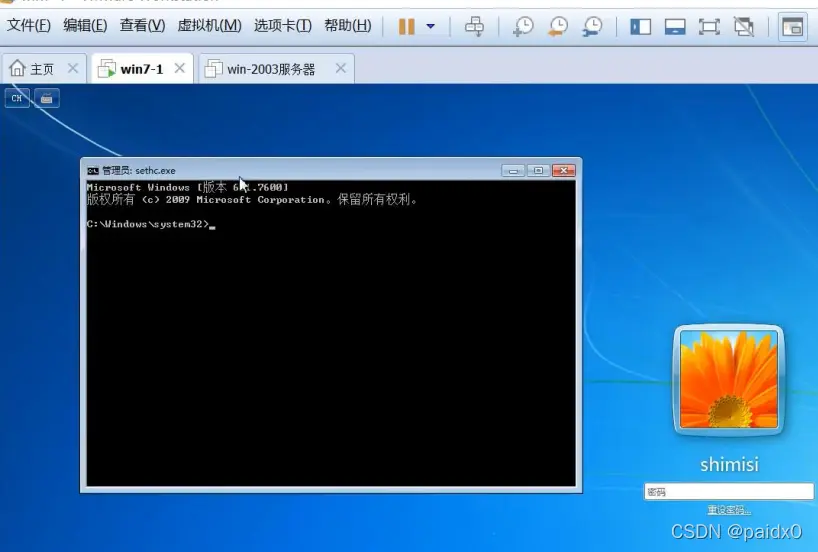 文件(F) 编辑(E) 查看(V) 虚拟机(M) 选项卡(T) 帮助(H)
主页 win7-1 win-2003服务器
CH
管理员: sethc.exe
Microsoft Windows [版本 6.1.7600]
版权所有 (c) 2009 Microsoft Corporation。保留所有权利。
C:\Windows\system32>
shimisi
密码
重设密码...
CSDN @paidx0